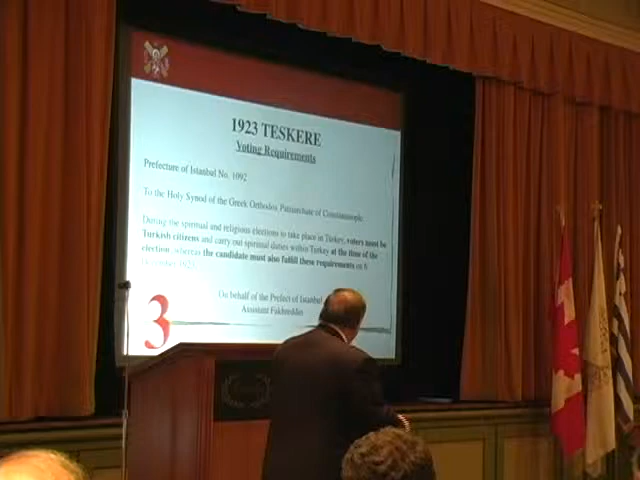 1923 TESKERE
Voting Requirements
Prefecture of Istanbul No. 1092
To the Holy Synod of the Greek Orthodox Patriarchate of Constantinople
During the spiritual and religious elections to take place in Turkey, voters must be
Turkish citizens and carry out spiritual duties within Turkey at the time of the
election, whereas the candidate must also fulfill these requirements on 6
December 1923.
On behalf of the Prefect of Istanbul
Assistant Fakhreddin
3